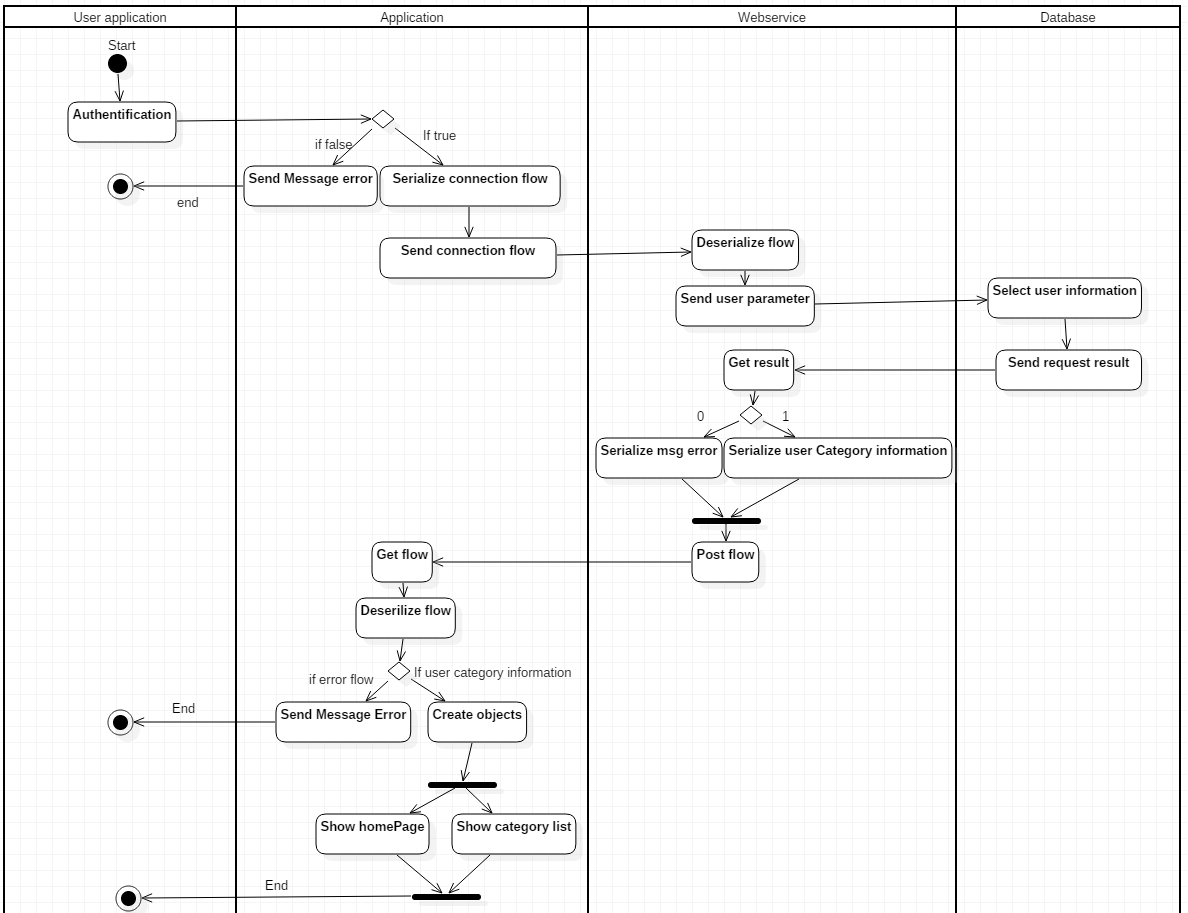 User application
Application
Webservice
Database
Start
Authentification
if false
If true
Send Message error
Serialize connection flow
end
Send connection flow
Deserialize flow
Send user parameter
Select user information
Send request result
Get result
0
1
Serialize msg error
Serialize user Category information
Post flow
Get flow
Deserilize flow
if error flow
If user category information
End
Send Message Error
Create objects
Show homePage
Show category list
End